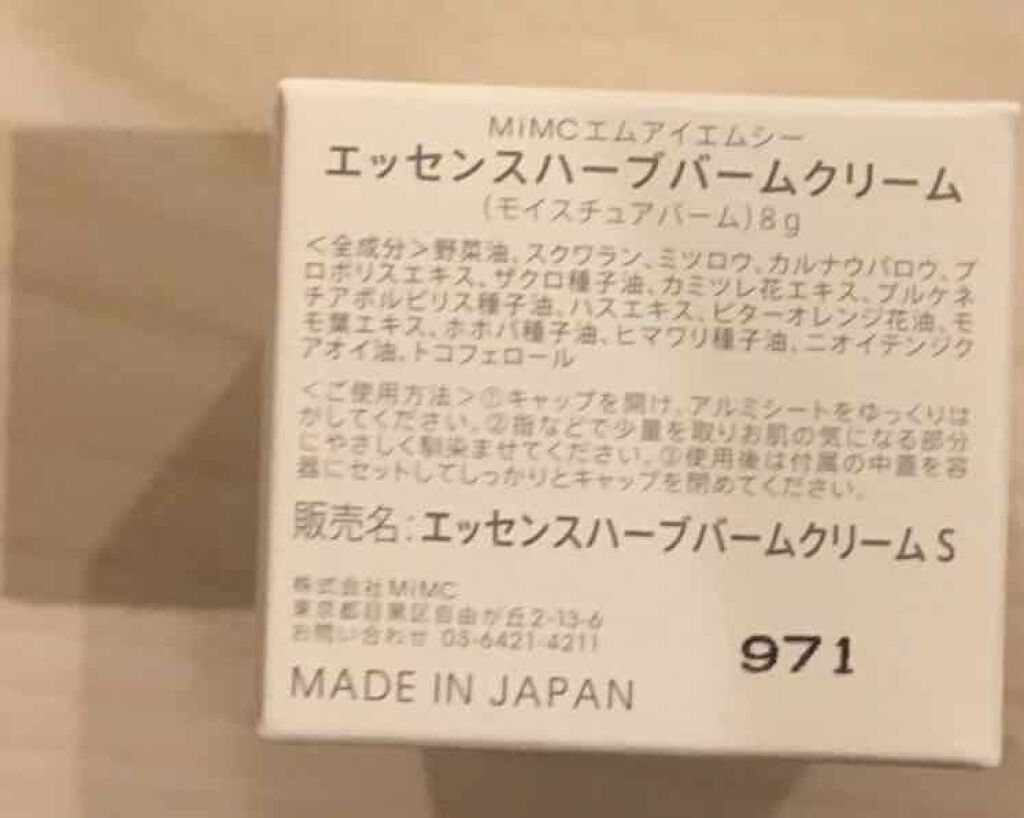 MiMCエムアイエムシー
エッセンスハーブバームクリーム
(モイスチュアバーム)8g
＜全成分＞野菜油、スクワラン、ミツロウ、カルナウバロウ、プ
ロポリスエキス、ザクロ種子油、カミツレ花エキス、プルケネ
チアボルビリス種子油、ハスエキス、ビターオレンジ花油、モ
モ葉エキス、ホホバ種子油、ヒマワリ種子油、ニオイテンジク
アオイ油、トコフェロール
＜ご使用方法＞①キャップを開け、アルミシートをゆっくりは
がしてください。②指などで少量を取りお肌の気になる部分
にやさしく馴染ませてください。③使用後は付属の中蓋を容
器にセットしてしっかりとキャップを閉めてください。
販売名:エッセンスハーブバームクリームS
株式会社MiMC
東京都目黒区自由が丘2-13-6
お問い合わせ 03-6421-4211
971
MADE IN JAPAN